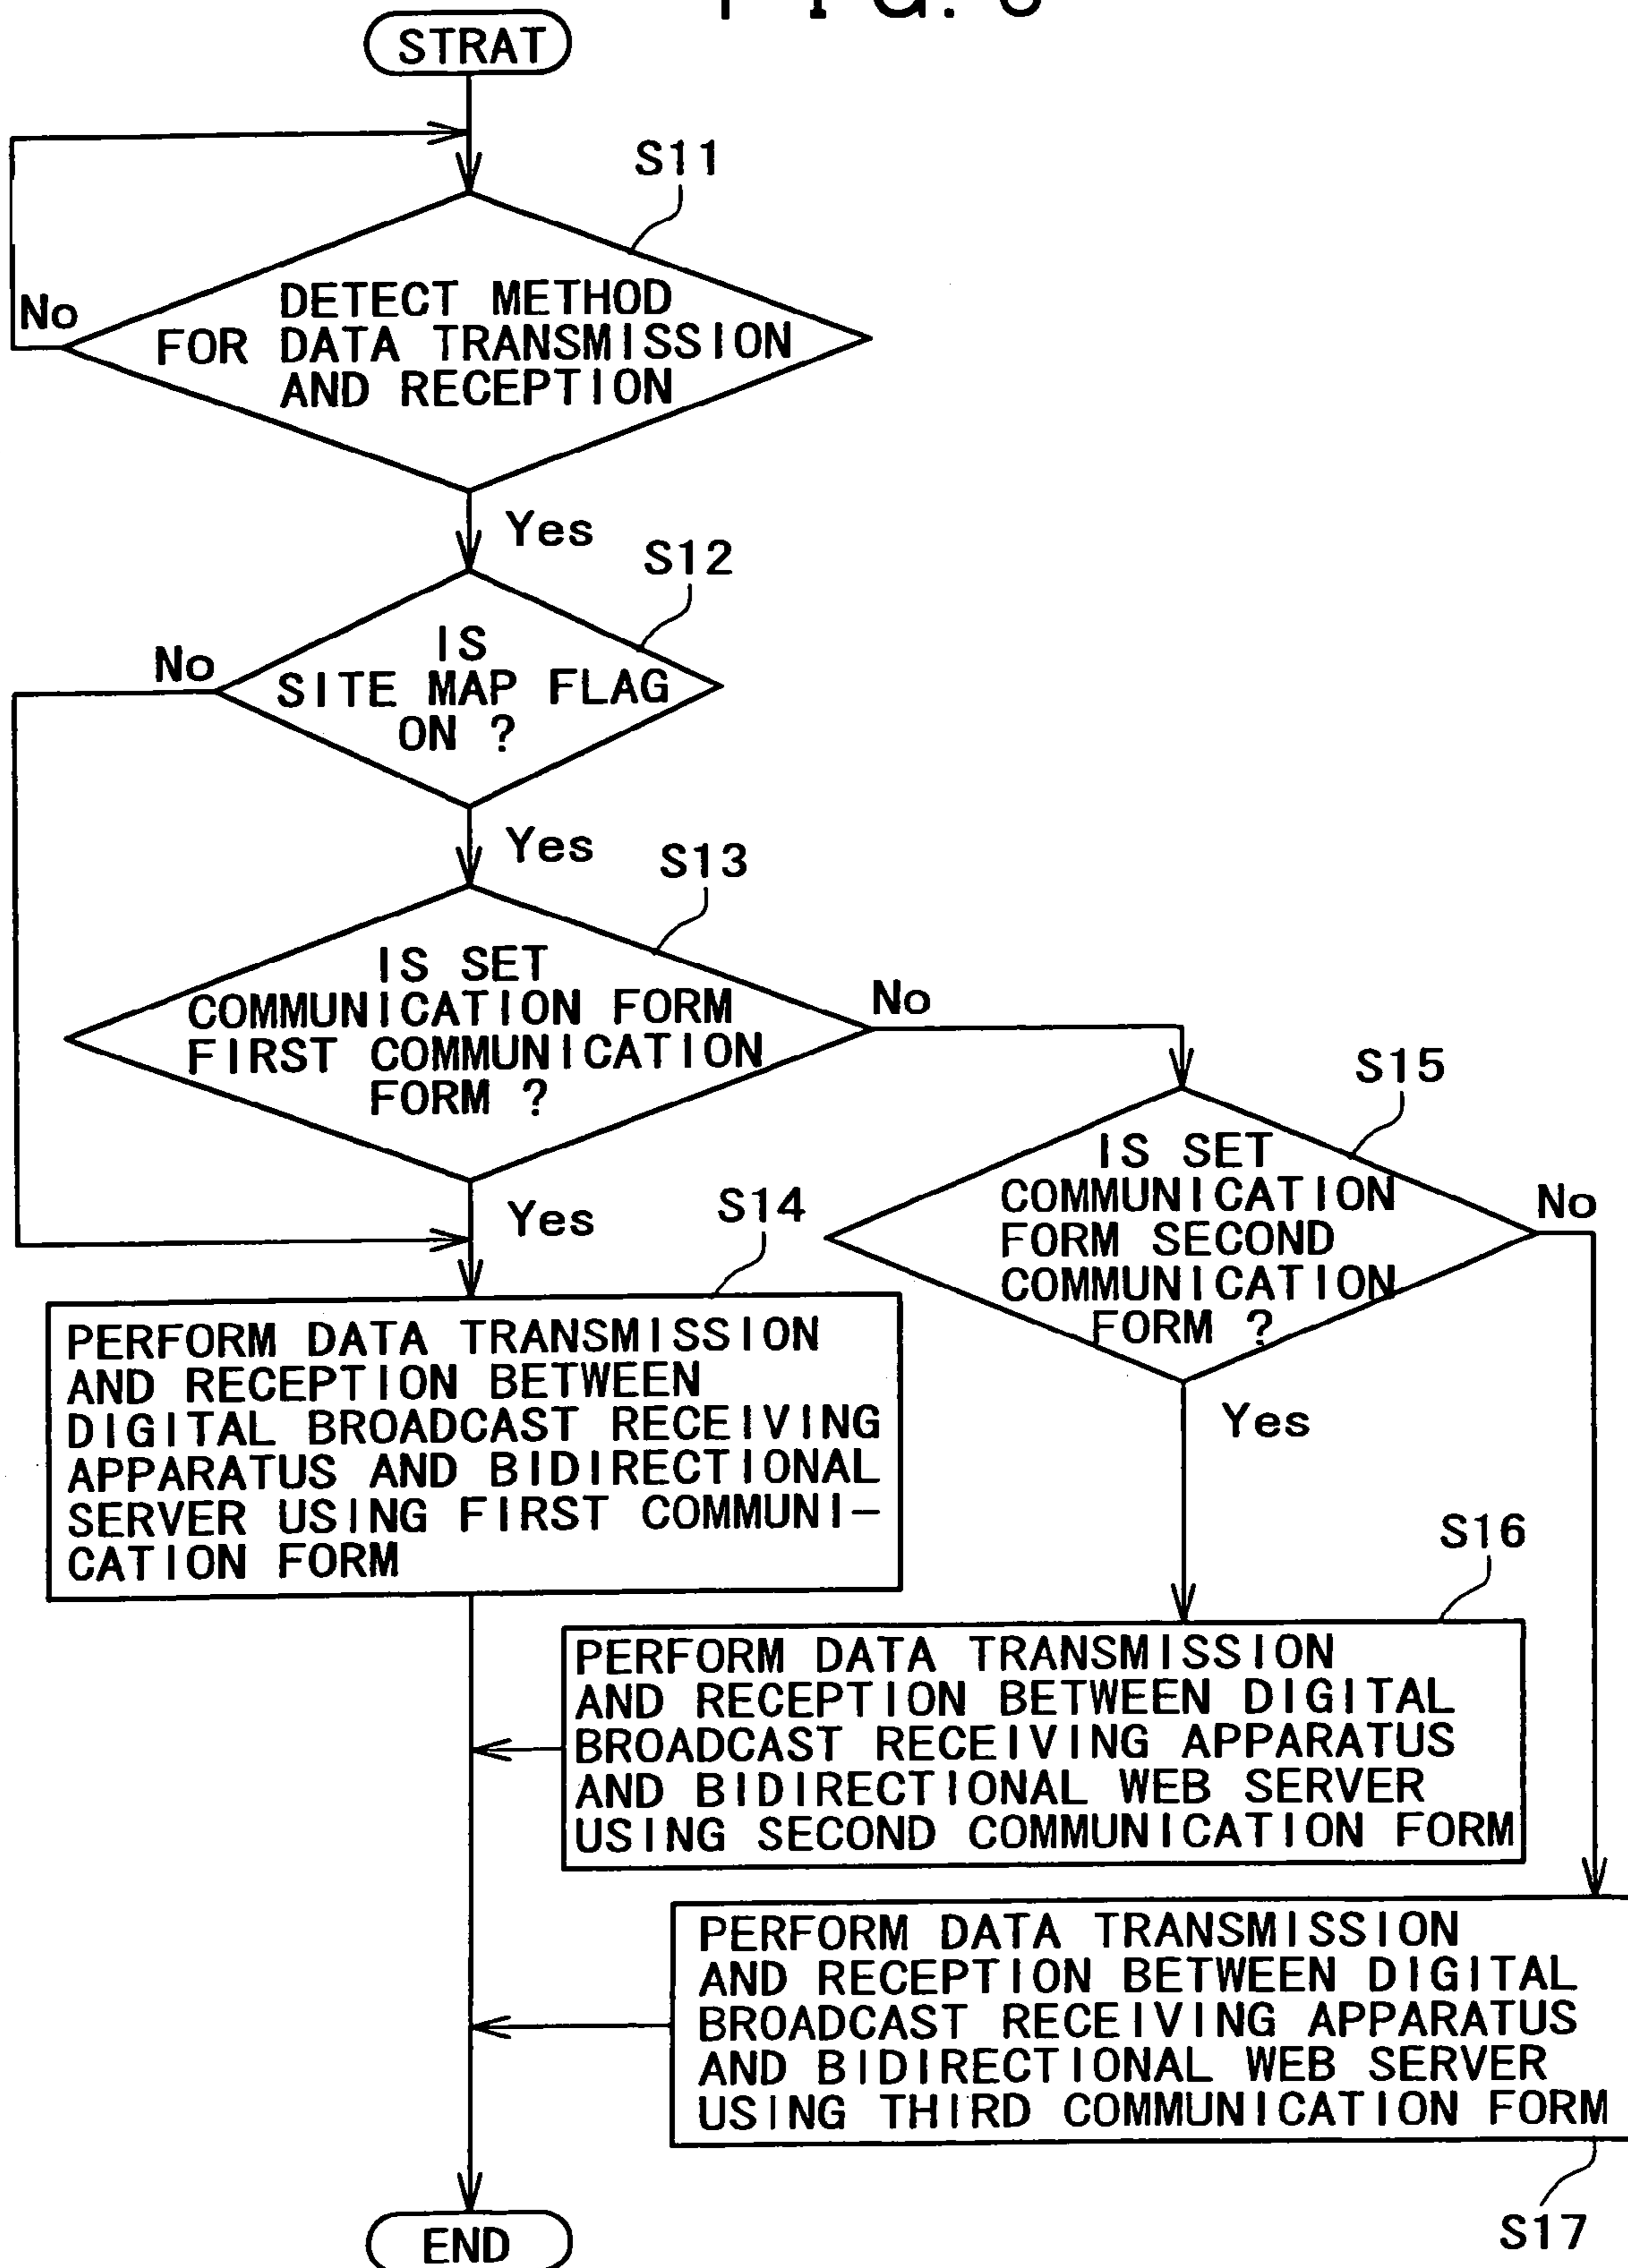 FIG.
STRAT
S11
DETECT METHOD
FOR DATA TRANSMISSION
AND RECEPTION
No
Yes
S12
IS
SITE MAP FLAG
ON ?
No
Yes
S13
IS SET
COMMUNICATION FORM
FIRST COMMUNICATION
FORM ?
No
Yes
S14
PERFORM DATA TRANSMISSION
AND RECEPTION BETWEEN
DIGITAL BROADCAST RECEIVING
APPARATUS AND BIDIRECTIONAL
SERVER USING FIRST COMMUNI-
CATION FORM
S15
IS SET
COMMUNICATION
FORM SECOND
COMMUNICATION
FORM ?
No
Yes
S16
PERFORM DATA TRANSMISSION
AND RECEPTION BETWEEN DIGITAL
BROADCAST RECEIVING APPARATUS
AND BIDIRECTIONAL WEB SERVER
USING SECOND COMMUNICATION FORM
PERFORM DATA TRANSMISSION
AND RECEPTION BETWEEN DIGITAL
BROADCAST RECEIVING APPARATUS
AND BIDIRECTIONAL WEB SERVER
USING THIRD COMMUNICATION FORM
S17
END